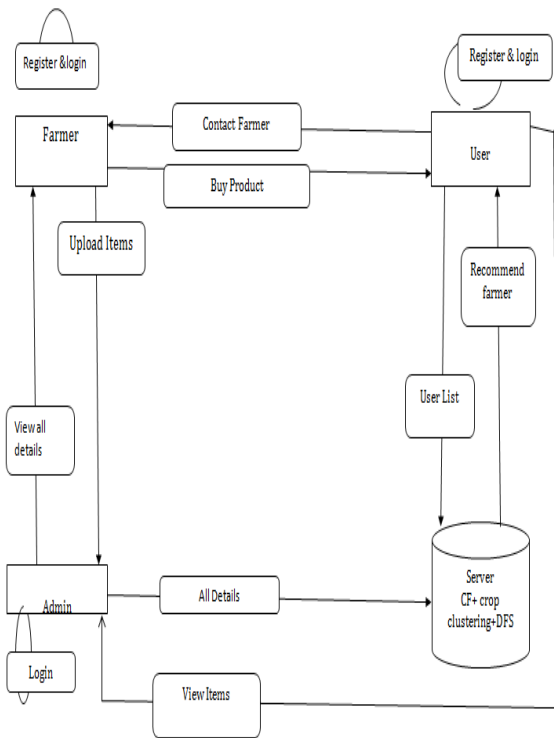 Register &login
Register & login
Farmer
Contact Farmer
User
Buy Product
Upload Items
Recommend
farmer
User List
View all
details
Admin
All Details
Server
CF+ crop
clustering+DFS
Login
View Items